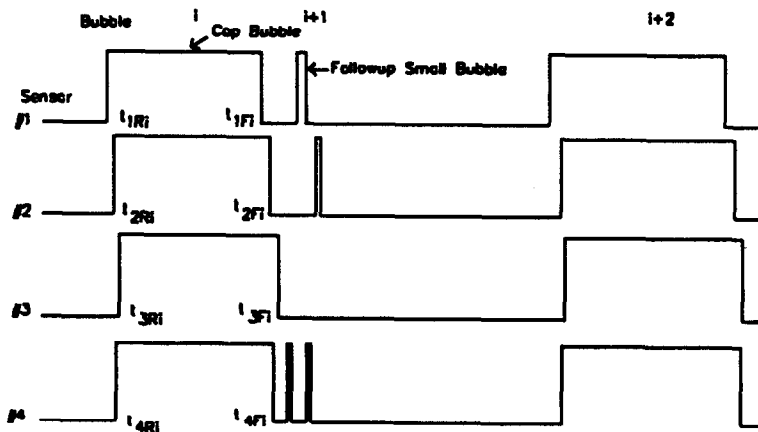 Bubble i i+1 i+2
Cap Bubble
Followup Small Bubble
Sensor
#1 t1Ri t1Fi
#2 t2Ri t2Fi
#3 t3Ri t3Fi
#4 t4Ri t4Fi